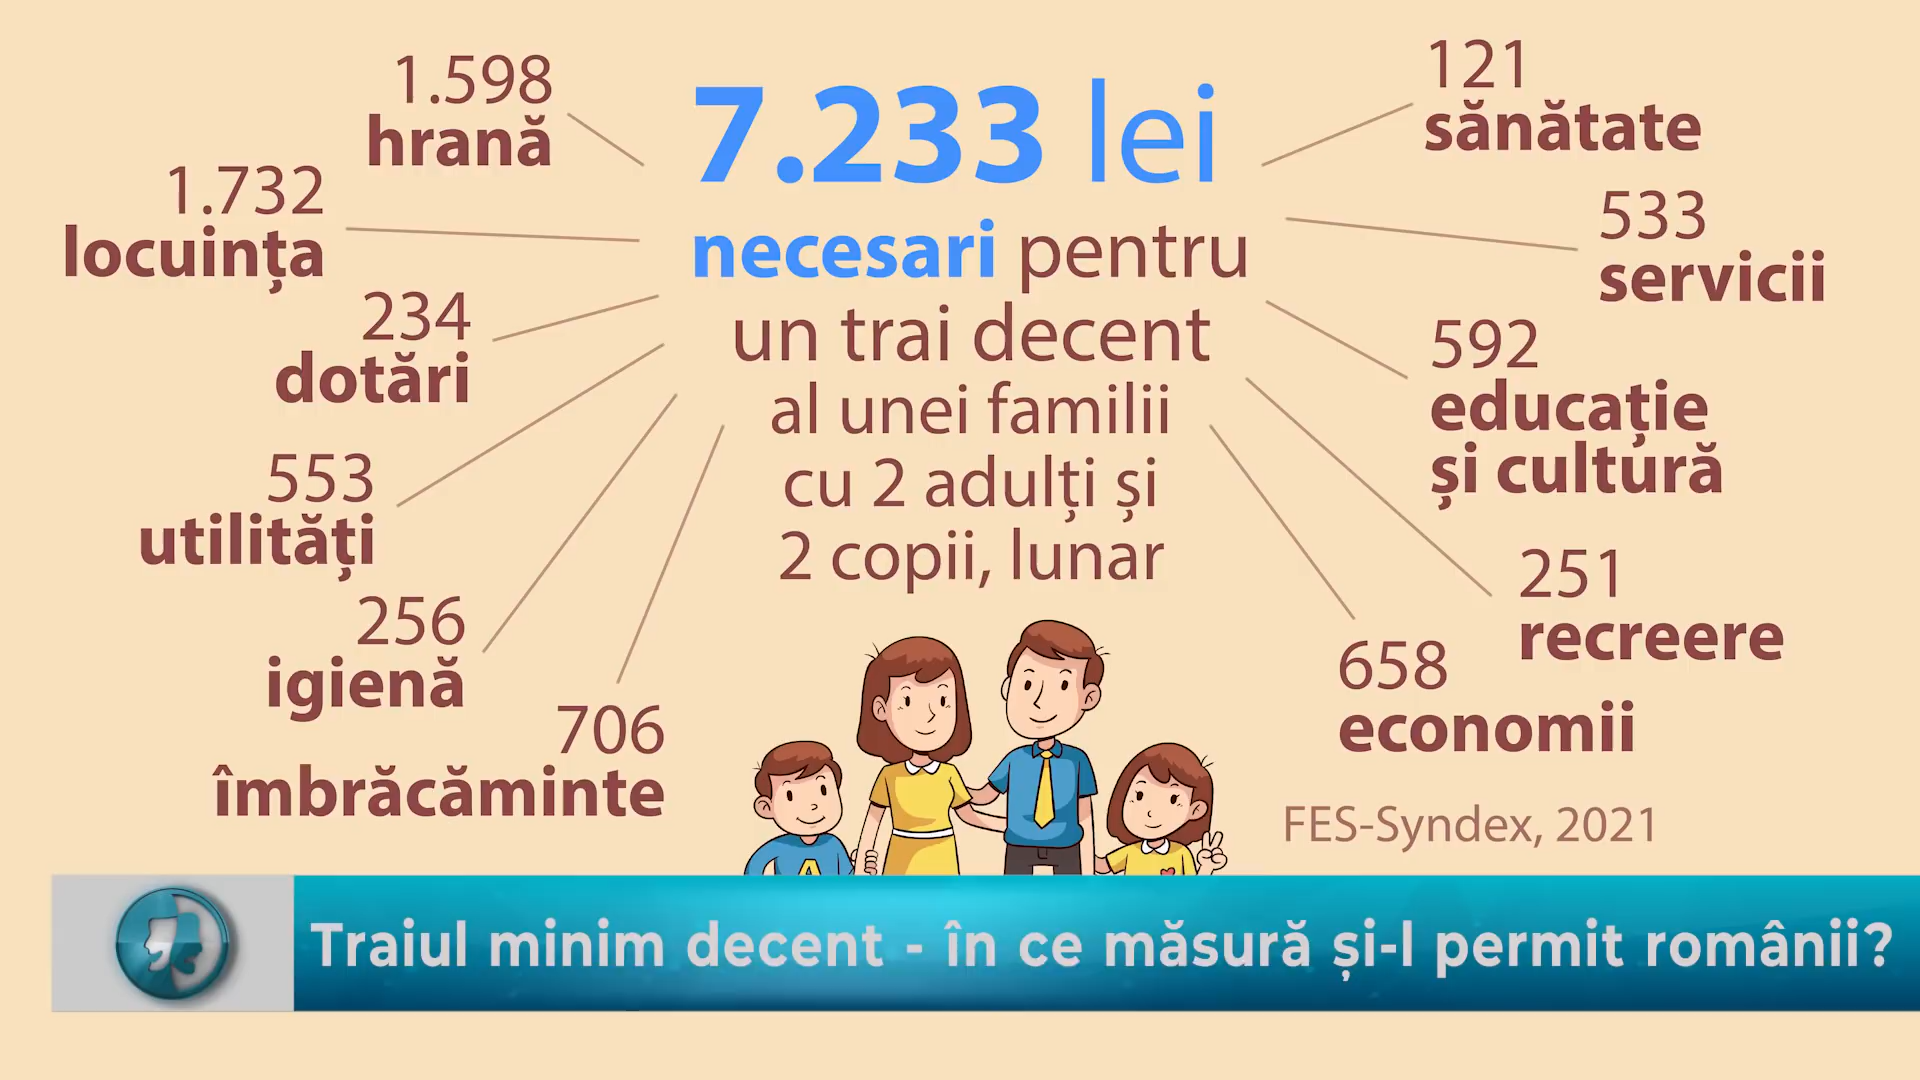 7.233 lei
necesari pentru
un trai decent
al unei familii
cu 2 adulți și
2 copii, lunar
1.598
hrană
1.732
locuința
234
dotări
553
utilități
256
igienă
706
îmbrăcăminte
121
sănătate
533
servicii
592
educație
și cultură
251
recreere
658
economii
FES-Syndex, 2021
A
Traiul minim decent - în ce măsură și-l permit românii?